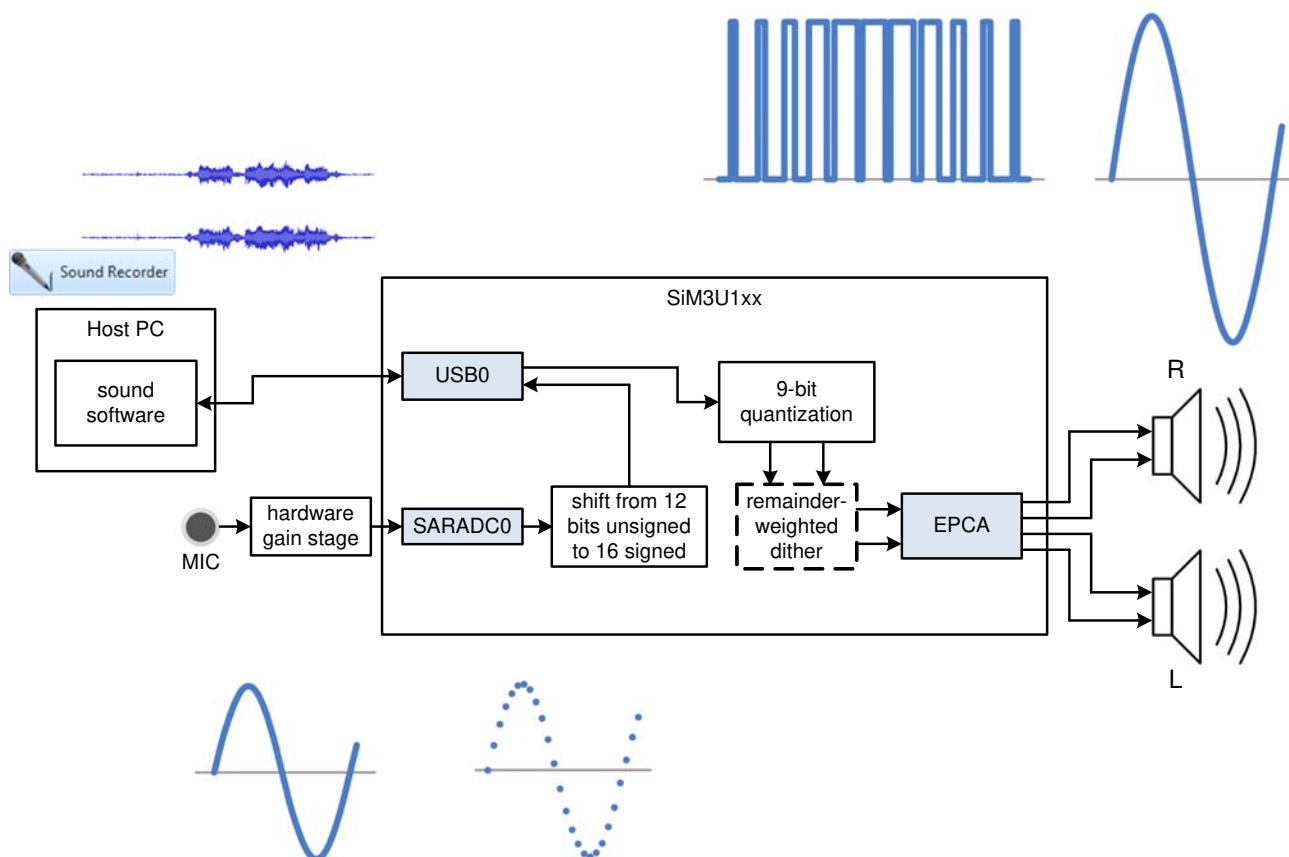 Sound Recorder
SiM3U1xx
Host PC
sound
software
USB0
9-bit
quantization
R
MIC
hardware
gain stage
SARADC0
shift from 12
bits unsigned
to 16 signed
remainder-
weighted
dither
EPCA
L